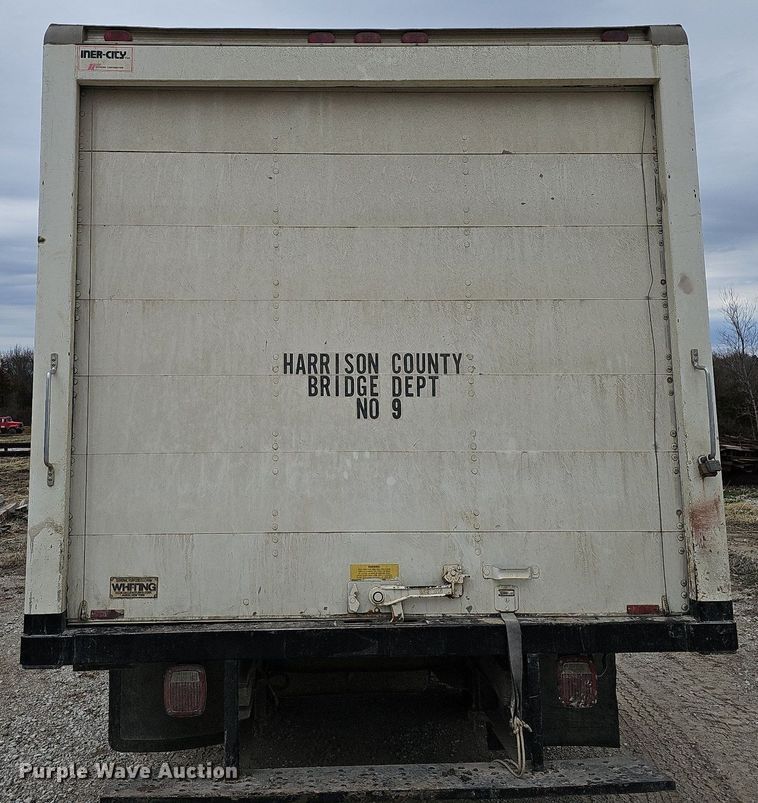 INER-CITY
HARRISON COUNTY
BRIDGE DEPT
NO 9
WHITING
Purple Wave Auction